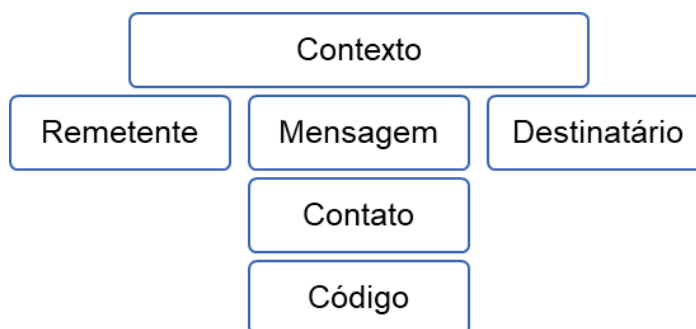 Contexto
Remetente Mensagem Destinatário
Contato
Código